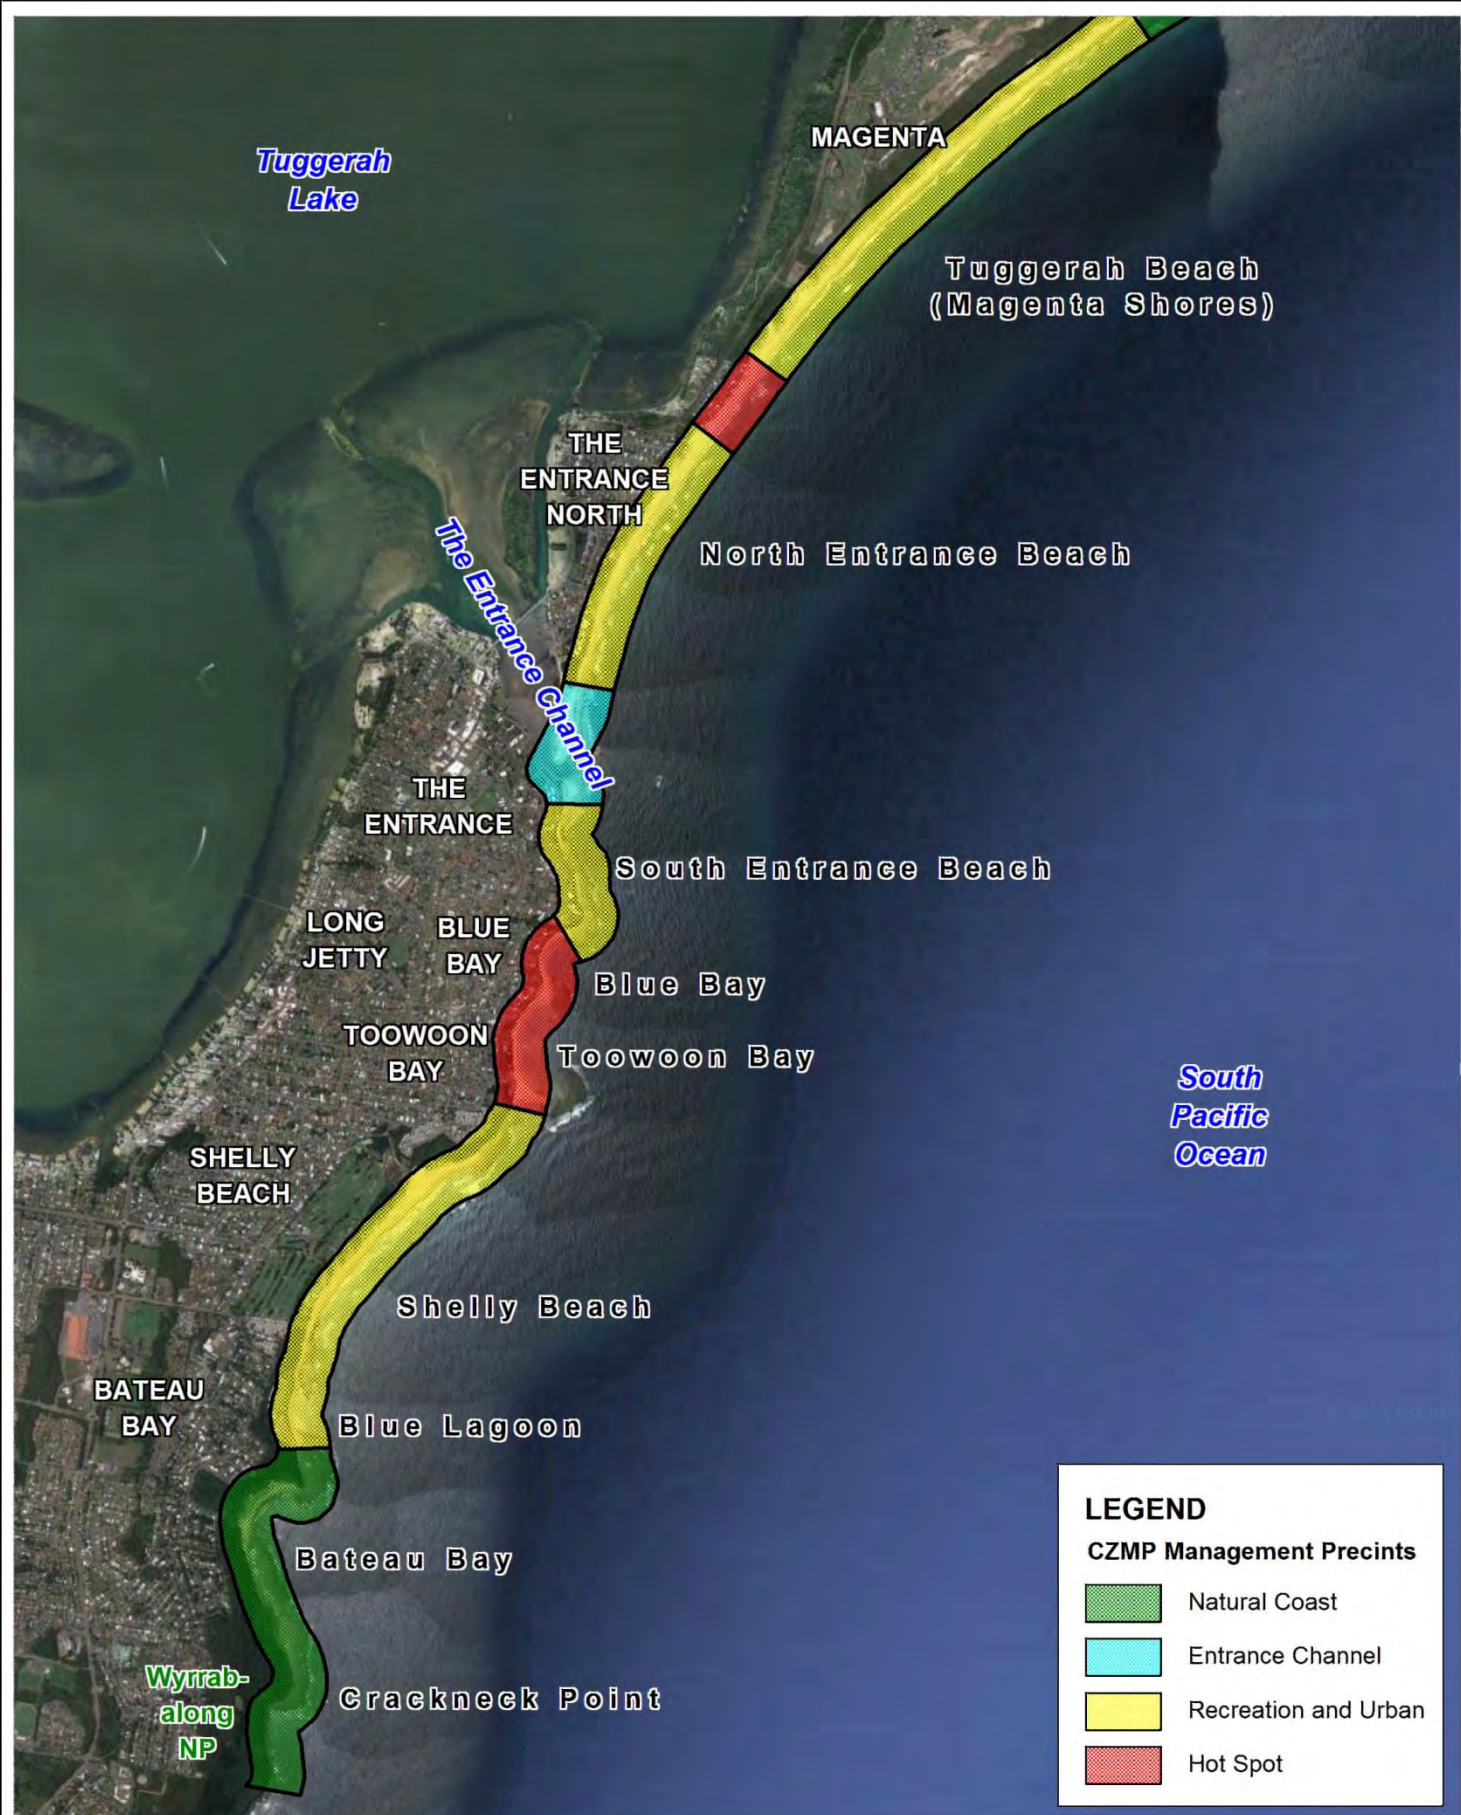 MAGENTA
Tuggerah
Lake
Tuggerah Beach
(Magenta Shores)
THE
ENTRANCE
NORTH
The Entrance Channel
North Entrance Beach
THE
ENTRANCE
South Entrance Beach
LONG
JETTY
BLUE
BAY
Blue Bay
TOOWOON
BAY
Toowoon Bay
South
Pacific
Ocean
SHELLY
BEACH
Shelly Beach
BATEAU
BAY
Blue Lagoon
Bateau Bay
Wyrrab-
along
NP
Crackneck Point
LEGEND
CZMP Management Precints
Natural Coast
Entrance Channel
Recreation and Urban
Hot Spot